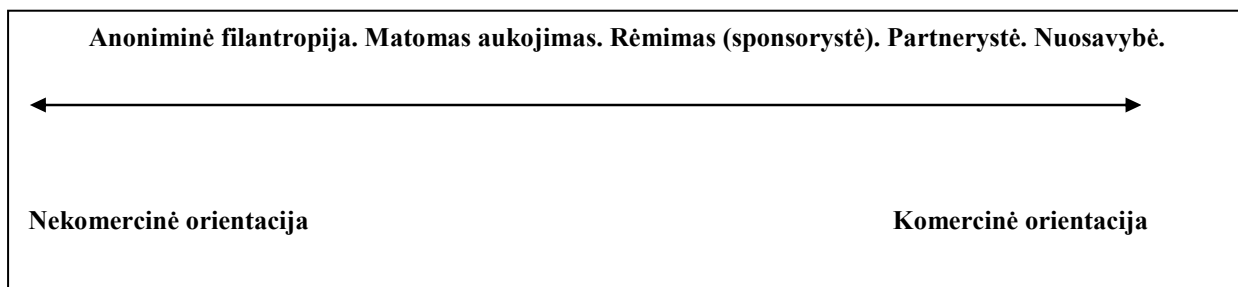 Anoniminė filantropija. Matomas aukojimas. Rėmimas (sponsorystė). Partnerystė. Nuosavybė.
Nekomercinė orientacija
Komercinė orientacija